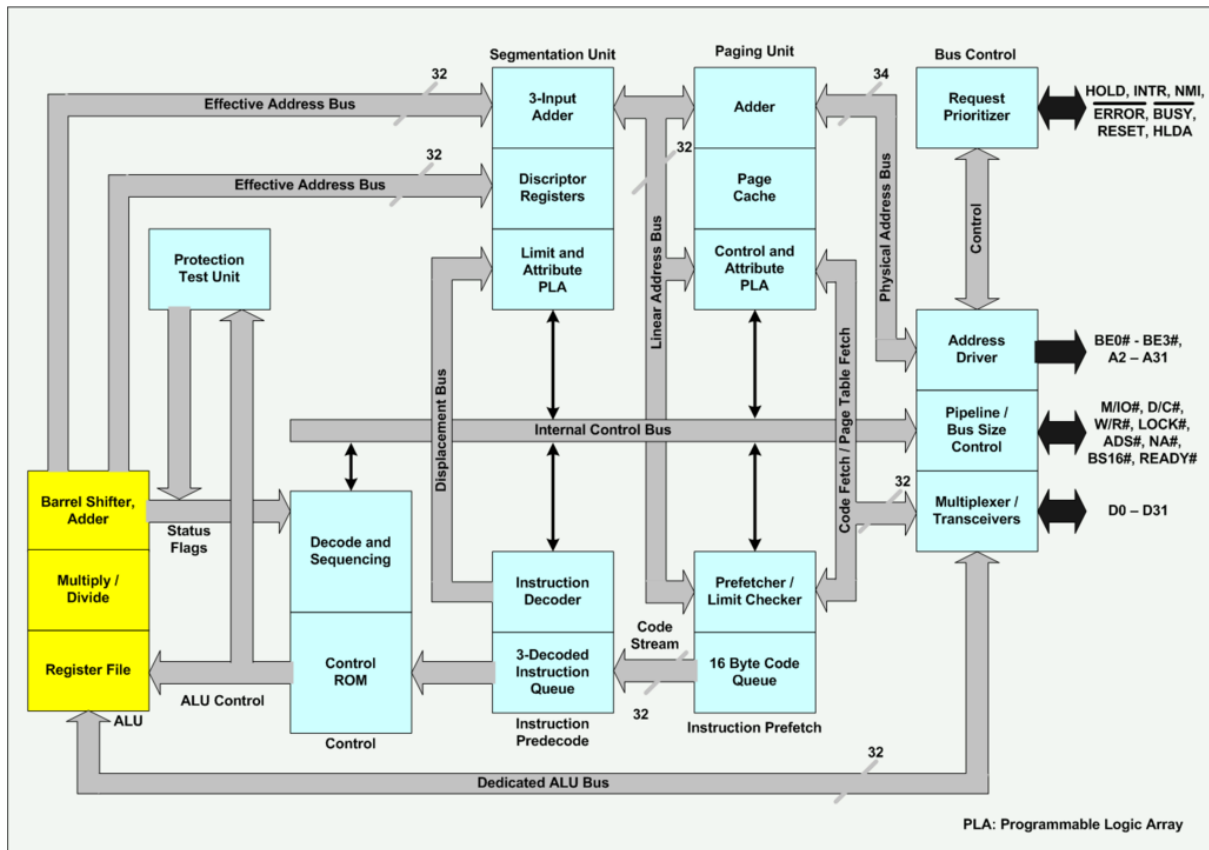 Segmentation Unit
Paging Unit
Bus Control
32
34
3-Input
Adder
Adder
Request
Prioritizer
HOLD, INTR, NMI,
ERROR, BUSY,
RESET, HLDA
Effective Address Bus
32
32
Discriptor
Registers
Page
Cache
Effective Address Bus
Protection
Test Unit
Limit and
Attribute
PLA
Control and
Attribute
PLA
Linear Address Bus
Physical Address Bus
Control
Address
Driver
BE0# - BE3#,
A2 – A31
Displacement Bus
Internal Control Bus
Code Fetch / Page Table Fetch
Pipeline /
Bus Size
Control
M/IO#, D/C#,
W/R#, LOCK#,
ADS#, NA#,
BS16#, READY#
32
Barrel Shifter,
Adder
Status
Flags
Multiplexer /
Transceivers
D0 – D31
Decode and
Sequencing
Multiply /
Divide
Instruction
Decoder
Prefetcher /
Limit Checker
Code
Stream
Register File
Control
ROM
3-Decoded
Instruction
Queue
16 Byte Code
Queue
ALU Control
32
ALU
Control
Instruction
Predecode
Instruction Prefetch
32
Dedicated ALU Bus
PLA: Programmable Logic Array